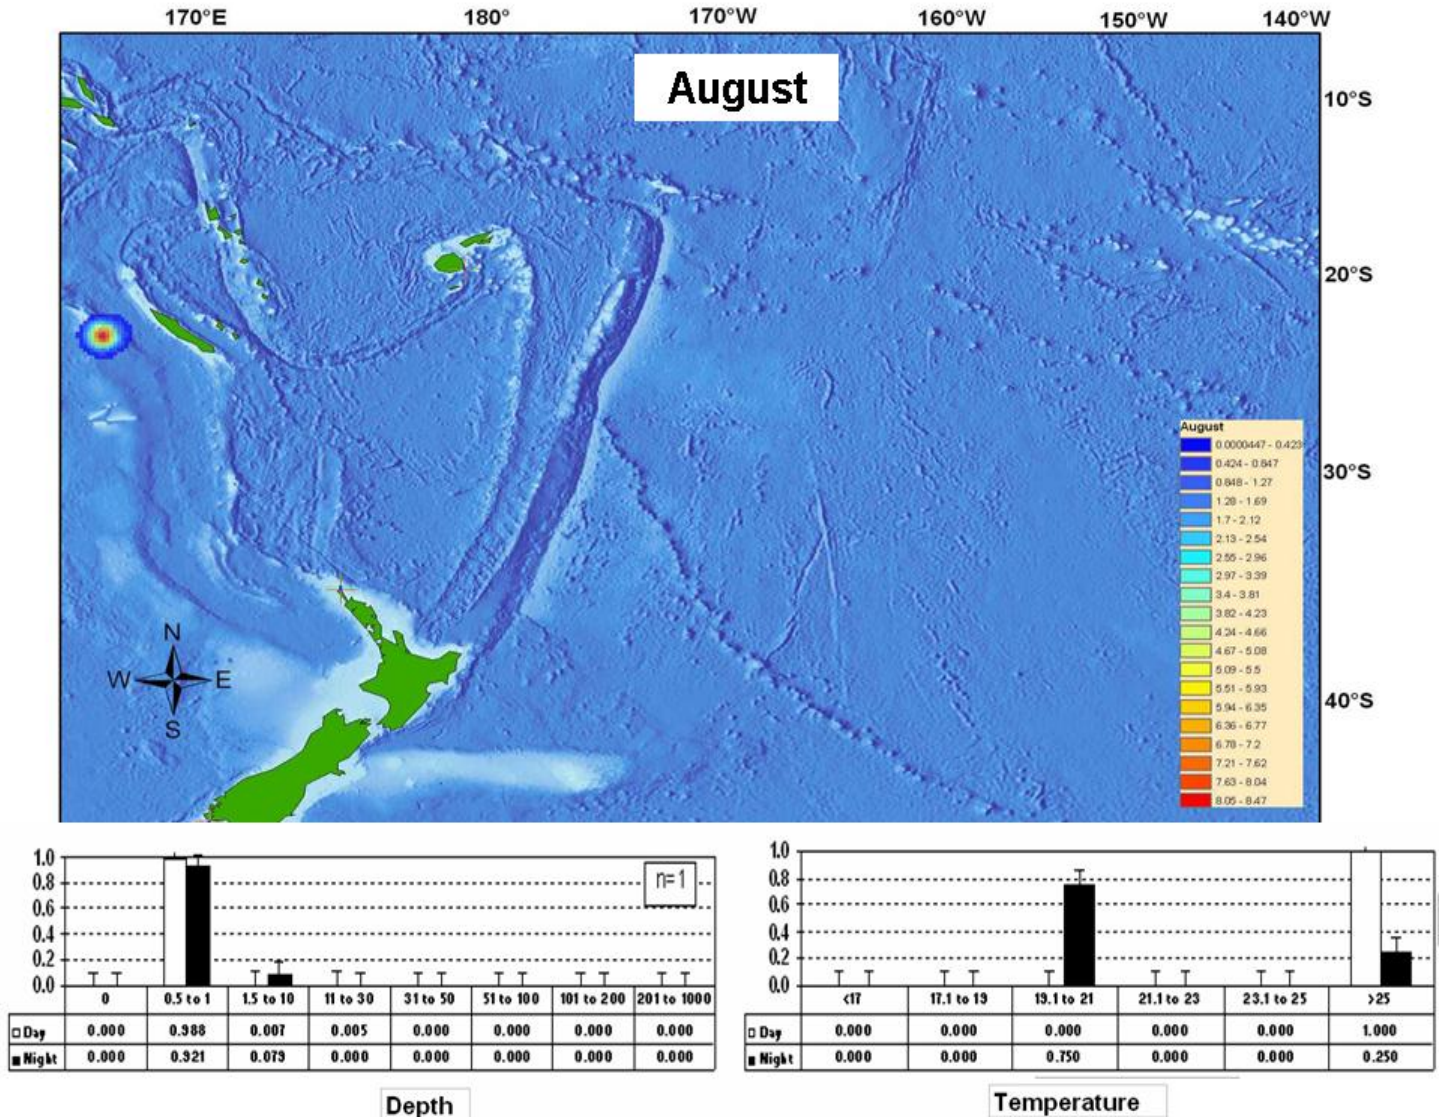 170°E 180° 170°W 160°W 150°W 140°W
August
10°S
20°S
30°S
40°S
August
0.0000447 - 0.423
0.424 - 0.847
0.848 - 1.27
1.28 - 1.69
1.7 - 2.12
2.13 - 2.54
2.55 - 2.96
2.97 - 3.39
3.4 - 3.81
3.82 - 4.23
4.24 - 4.66
4.67 - 5.08
5.09 - 5.5
5.51 - 5.93
5.94 - 6.35
6.36 - 6.77
6.78 - 7.2
7.21 - 7.62
7.63 - 8.04
8.05 - 8.47
N
W E
S
1.0
0.8
0.6
0.4
0.2
0.0
n=1
0 0.5 to 1 1.5 to 10 11 to 30 31 to 50 51 to 100 101 to 200 201 to 1000
Day 0.000 0.988 0.007 0.005 0.000 0.000 0.000 0.000
Night 0.000 0.921 0.079 0.000 0.000 0.000 0.000 0.000
Depth
1.0
0.8
0.6
0.4
0.2
0.0
<17 17.1 to 19 19.1 to 21 21.1 to 23 23.1 to 25 >25
Day 0.000 0.000 0.000 0.000 0.000 1.000
Night 0.000 0.000 0.750 0.000 0.000 0.250
Temperature